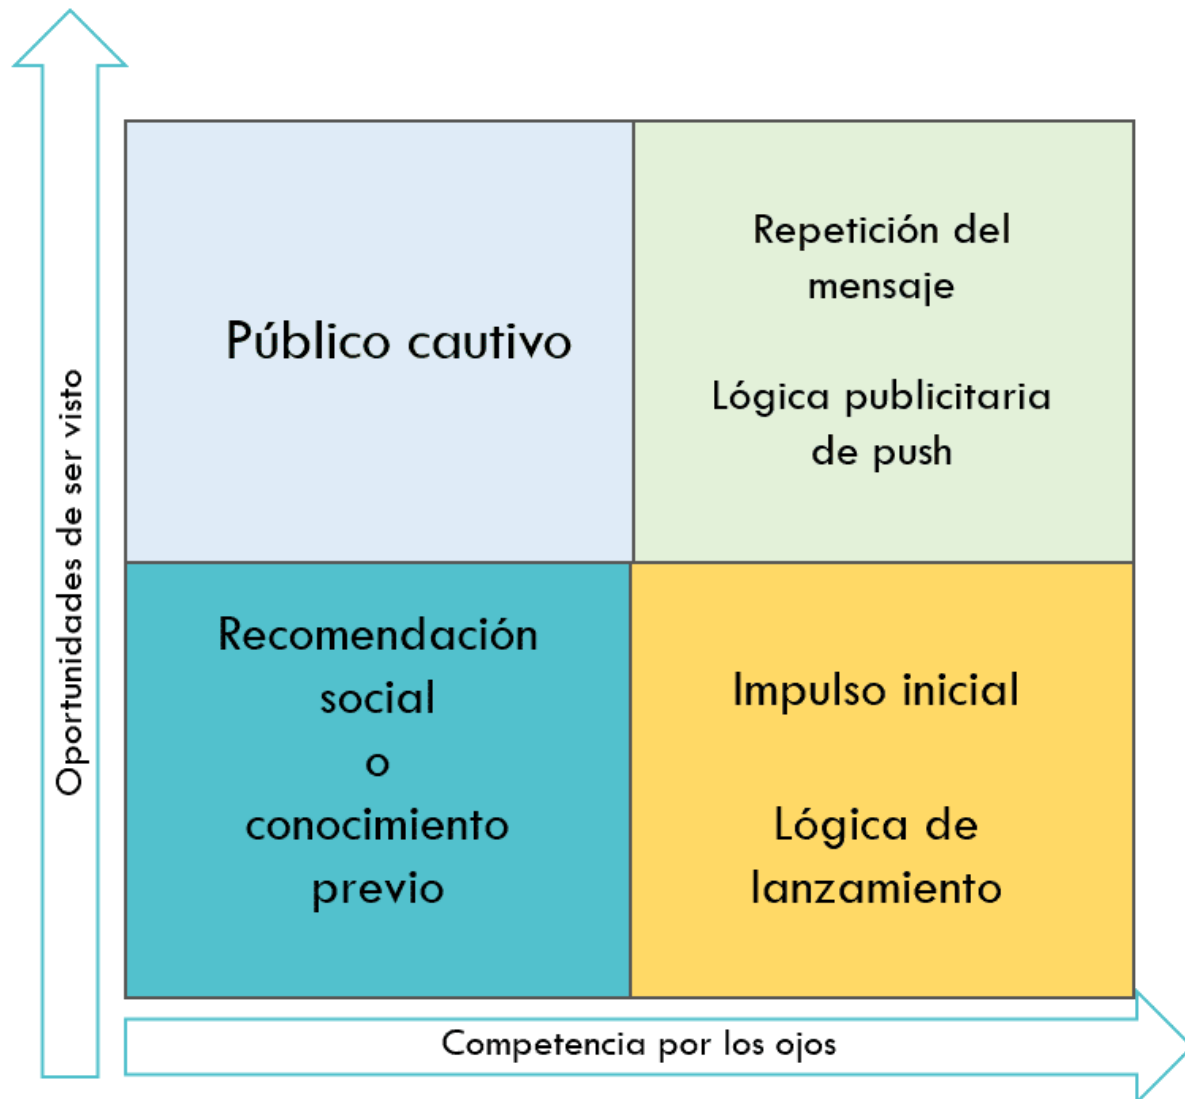 Oportunidades de ser visto
Público cautivo
Repetición del
mensaje
Lógica publicitaria
de push
Recomendación
social
o
conocimiento
previo
Impulso inicial
Lógica de
lanzamiento
Competencia por los ojos